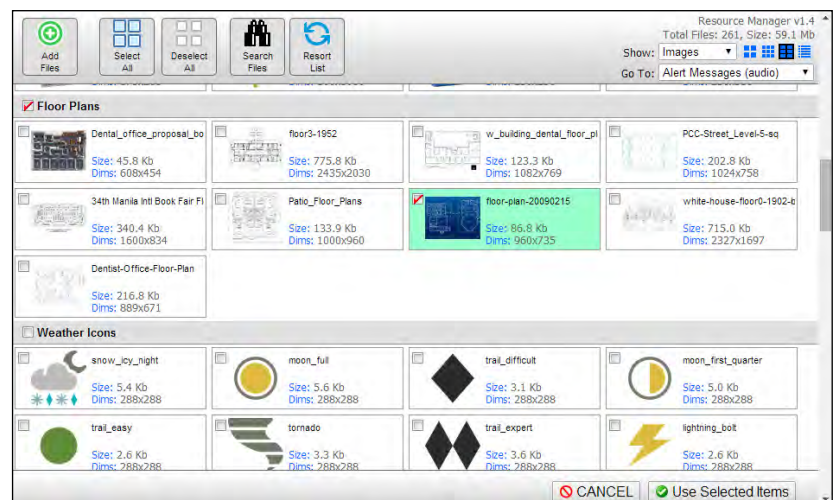 Resource Manager v1.4
Total Files: 261, Size: 59.1 Mb
Add Files
Select All
Deselect All
Search Files
Resort List
Show: Images
Go To: Alert Messages (audio)
Floor Plans
Dental_office_proposal_bo
Size: 45.8 Kb
Dims: 608x454
floor3-1952
Size: 775.8 Kb
Dims: 2435x2030
w_building_dental_floor_pl
Size: 123.3 Kb
Dims: 1082x769
PCC-Street_Level-5-sq
Size: 202.8 Kb
Dims: 1024x758
34th Manila Intl Book Fair Fl
Size: 340.4 Kb
Dims: 1600x834
Patio_Floor_Plans
Size: 133.9 Kb
Dims: 1000x960
floor-plan-20090215
Size: 86.8 Kb
Dims: 960x735
white-house-floor0-1902-b
Size: 715.0 Kb
Dims: 2327x1697
Dentist-Office-Floor-Plan
Size: 216.8 Kb
Dims: 889x671
Weather Icons
snow_icy_night
Size: 5.4 Kb
Dims: 288x288
moon_full
Size: 5.6 Kb
Dims: 288x288
trail_difficult
Size: 3.1 Kb
Dims: 288x288
moon_first_quarter
Size: 5.0 Kb
Dims: 288x288
trail_easy
Size: 2.6 Kb
Dims: 288x288
tornado
Size: 3.3 Kb
Dims: 288x288
trail_expert
Size: 3.6 Kb
Dims: 288x288
lightning_bolt
Size: 2.6 Kb
Dims: 288x288
CANCEL
Use Selected Items